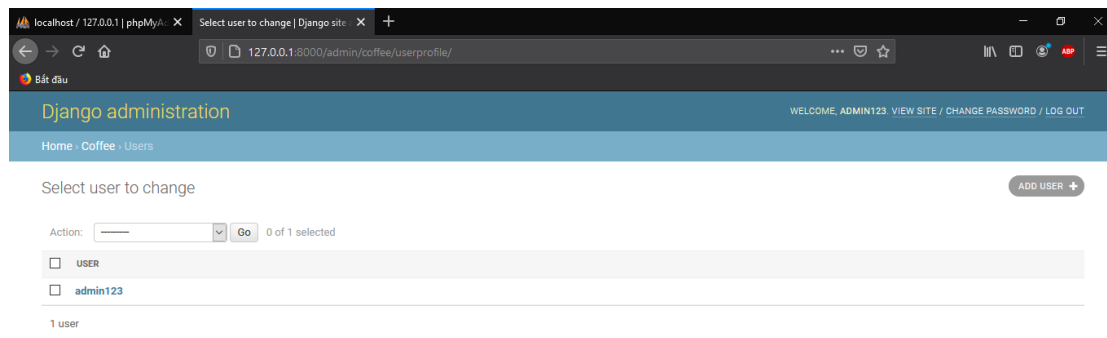 localhost / 127.0.0.1 | phpMyAd
Select user to change | Django site a
127.0.0.1:8000/admin/coffee/userprofile/
ABP
Bắt đầu
Django administration
WELCOME, ADMIN123. VIEW SITE / CHANGE PASSWORD / LOG OUT
Home › Coffee › Users
Select user to change
ADD USER +
Action: --------- Go 0 of 1 selected
USER
admin123
1 user